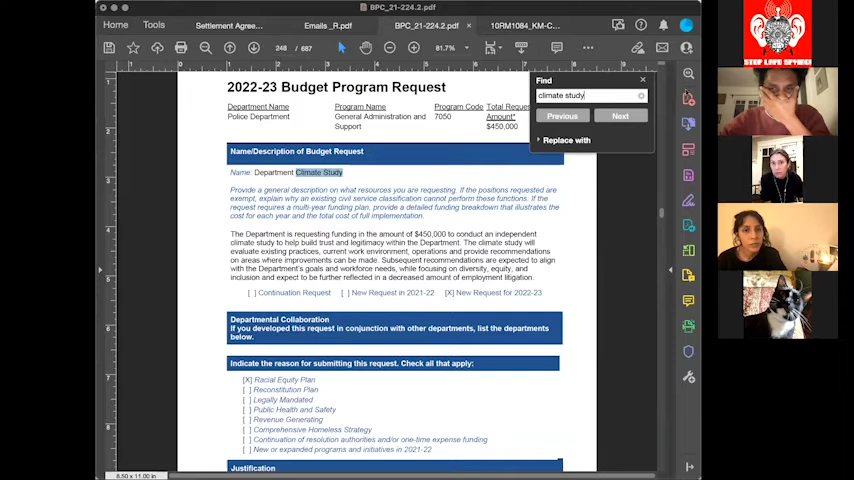 BPC_21-224.2.pdf
Home
Tools
Settlement Agree...
Emails_R.pdf
BPC_21-224.2.pdf
10RM1084_KM-C...
248 / 687
81.7%
2022-23 Budget Program Request
Department Name
Police Department
Program Name
General Administration and
Support
Program Code
7050
Total Reques
Amount*
$450,000
Find
climate study
Previous
Next
Replace with
Name/Description of Budget Request
Name: Department Climate Study
Provide a general description on what resources you are requesting. If the positions requested are
exempt, explain why an existing civil service classification cannot perform these functions. If the
request requires a multi-year funding plan, provide a detailed funding breakdown that illustrates the
cost for each year and the total cost of full implementation.
The Department is requesting funding in the amount of $450,000 to conduct an independent
climate study to help build trust and legitimacy within the Department. The climate study will
evaluate existing practices, current work environment, operations and provide recommendations
on areas where improvements can be made. Subsequent recommendations are expected to align
with the Department's goals and workforce needs, while focusing on diversity, equity, and
inclusion and expect to be further reflected in a decreased amount of employment litigation.
[ ] Continuation Request [ ] New Request in 2021-22 [X] New Request for 2022-23
Departmental Collaboration
If you developed this request in conjunction with other departments, list the departments
below.
Indicate the reason for submitting this request. Check all that apply:
[X] Racial Equity Plan
[ ] Reconstitution Plan
[ ] Legally Mandated
[ ] Public Health and Safety
[ ] Revenue Generating
[ ] Comprehensive Homeless Strategy
[ ] Continuation of resolution authorities and/or one-time expense funding
[ ] New or expanded programs and initiatives in 2021-22
Justification
8.50 x 11.00 in
STOP LAPD SPYING!